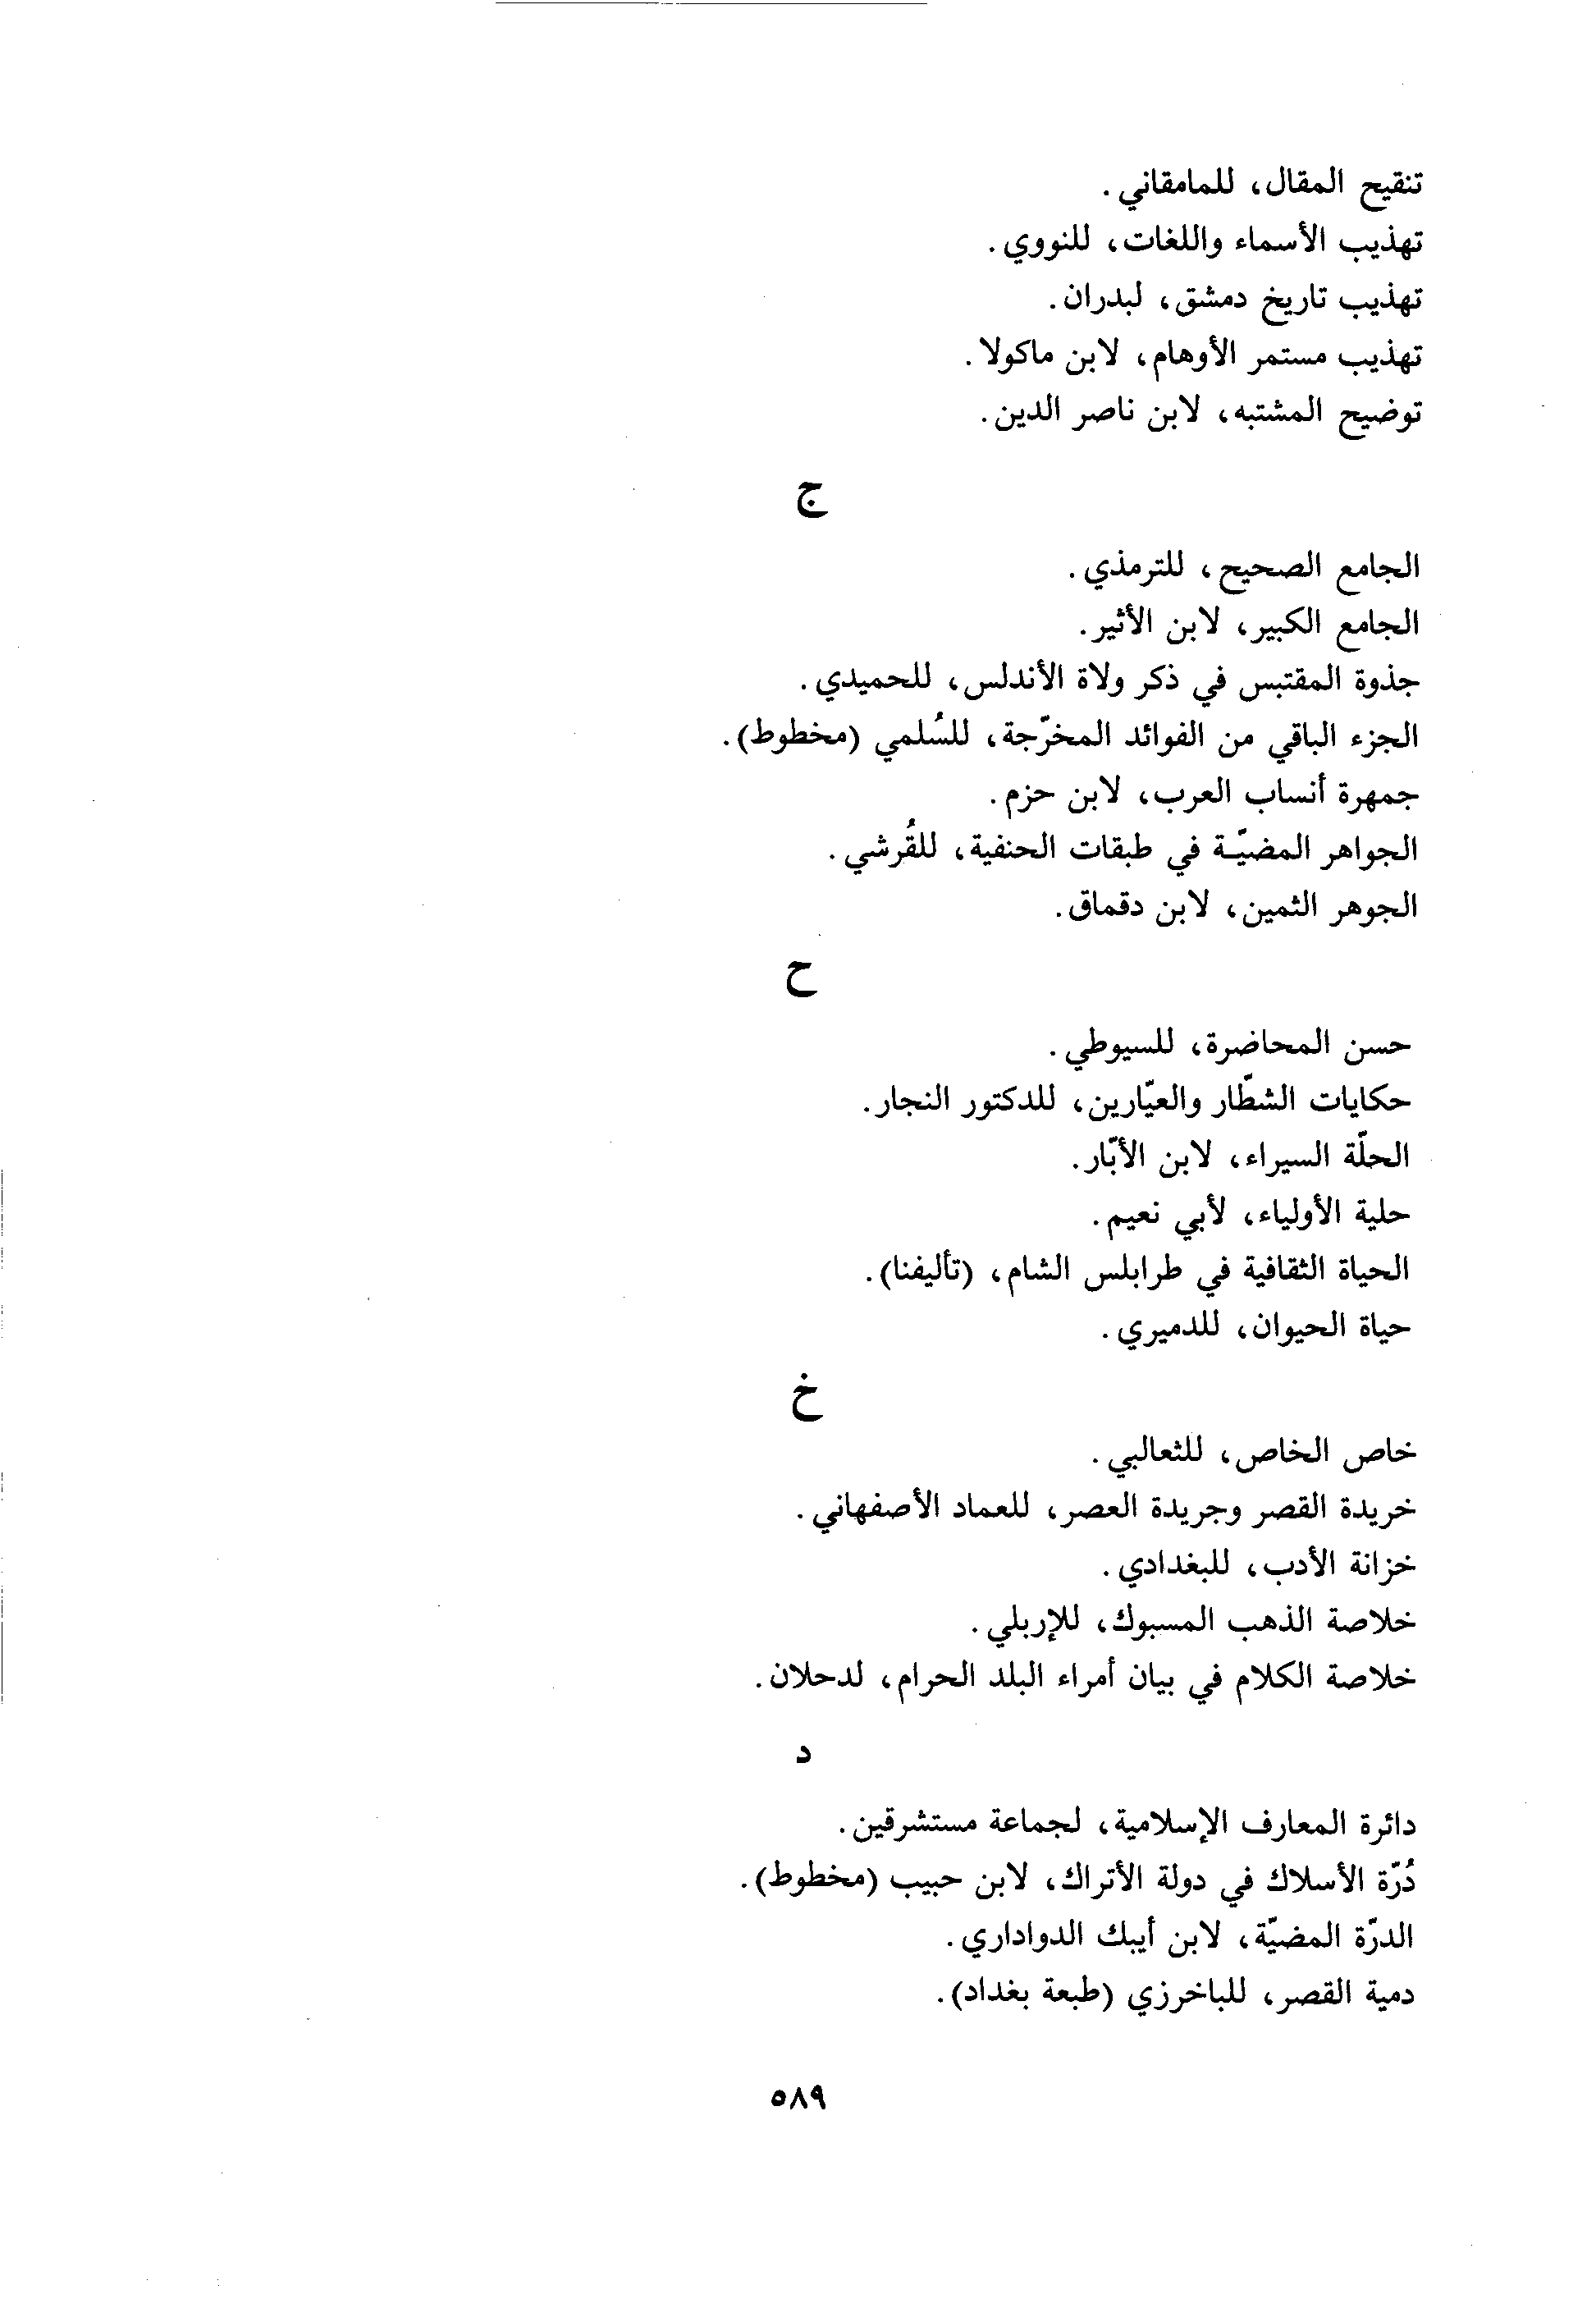 تنقيح المقال، للمامقاني.
تهذيب الأسماء واللغات، للنووي.
تهذيب تاريخ دمشق، لبدران.
تهذيب مستمر الأوهام، لابن ماكولا.
توضيح المشتبه، لابن ناصر الدين.
ج
الجامع الصحيح، للترمذي.
الجامع الكبير، لابن الأثير.
جذوة المقتبس في ذكر ولاة الأندلس، للحميدي.
الجزء الباقي من الفوائد المخرّجة، للسُلمي (مخطوط).
جمهرة أنساب العرب، لابن حزم.
الجواهر المضيّـة في طبقات الحنفية، للقُرشي.
الجوهر الثمين، لابن دقماق.
ح
حسن المحاضرة، للسيوطي.
حكايات الشطّار والعيّارين، للدكتور النجار.
الحلّة السيراء، لابن الأبّار.
حلية الأولياء، لأبي نعيم.
الحياة الثقافية في طرابلس الشام، (تأليفنا).
حياة الحيوان، للدميري.
خ
خاص الخاص، للثعالبي.
خريدة القصر وجريدة العصر، للعماد الأصفهاني.
خزانة الأدب، للبغدادي.
خلاصة الذهب المسبوك، للإربلي.
خلاصة الكلام في بيان أمراء البلد الحرام، لدحلان.
د
دائرة المعارف الإسلامية، لجماعة مستشرقين.
دُرّة الأسلاك في دولة الأتراك، لابن حبيب (مخطوط).
الدرّة المضيّة، لابن أيبك الدواداري.
دمية القصر، للباخرزي (طبعة بغداد).
٥٨٩